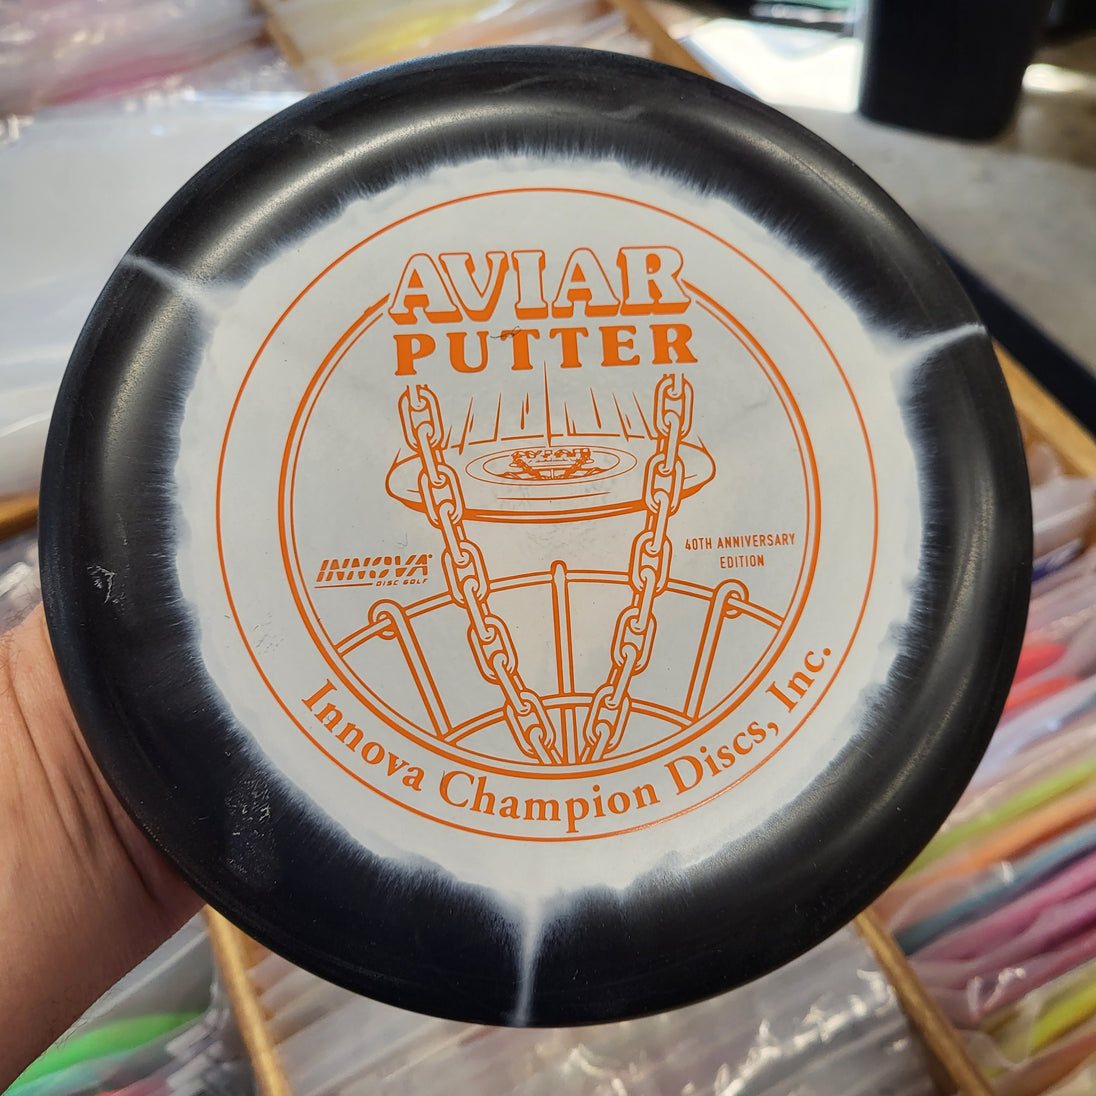 AVIAR
PUTTER
INNOVA
DISC GOLF
40TH ANNIVERSARY
EDITION
Innova Champion Discs, Inc.